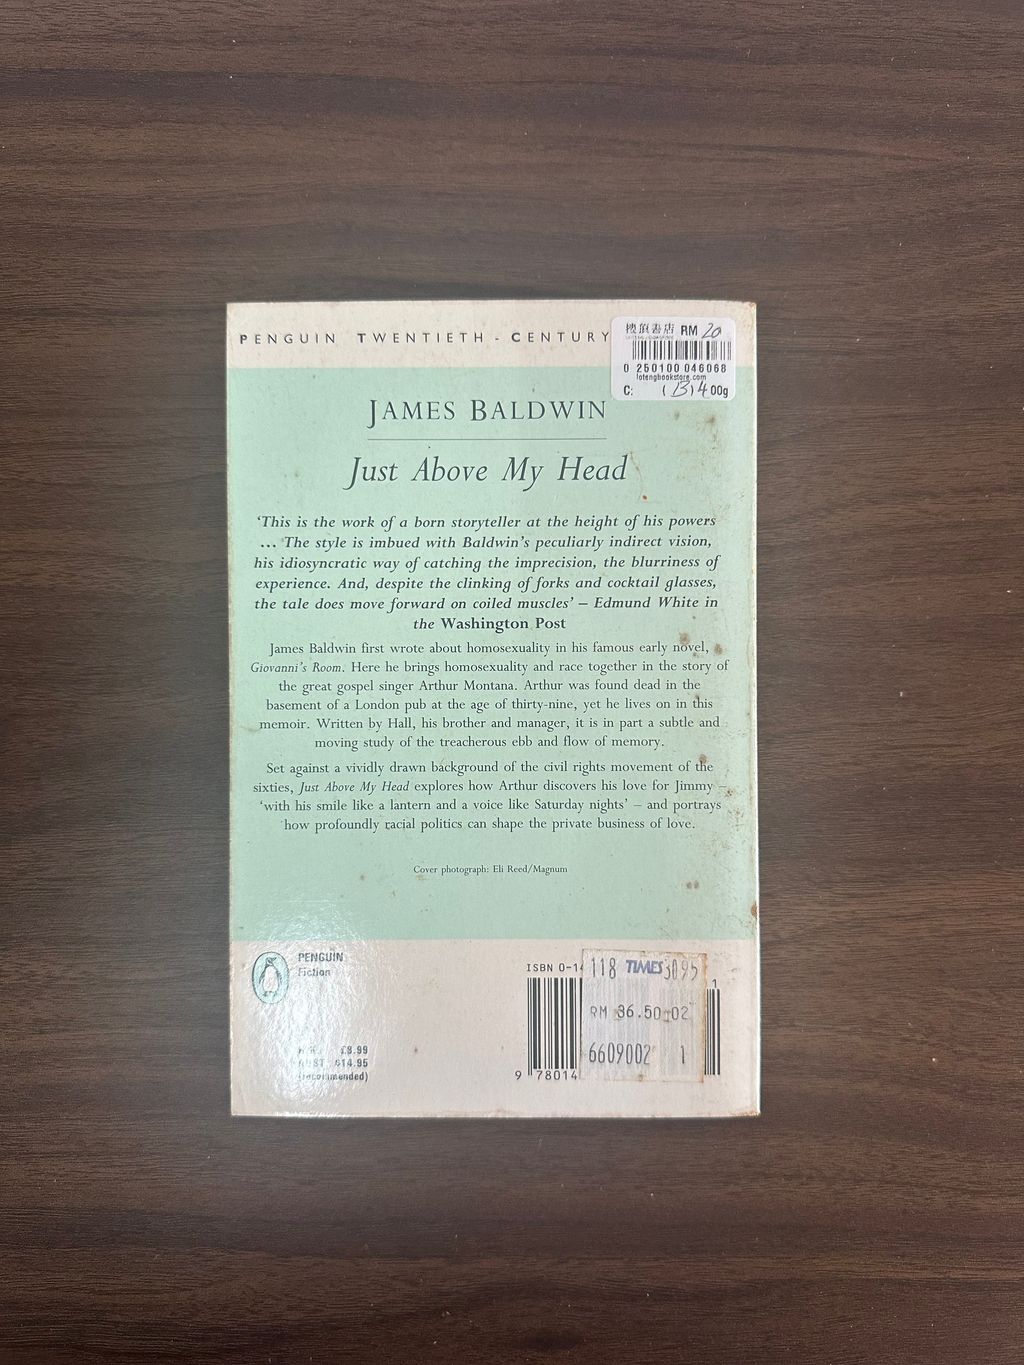 PENGUIN TWENTIETH-CENTURY
樓頂書店 RM 20
0 250100 046068
lotengbookstore.com
C: 00g
JAMES BALDWIN
Just Above My Head
‘This is the work of a born storyteller at the height of his powers
... The style is imbued with Baldwin’s peculiarly indirect vision,
his idiosyncratic way of catching the imprecision, the blurriness of
experience. And, despite the clinking of forks and cocktail glasses,
the tale does move forward on coiled muscles’ – Edmund White in
the Washington Post
James Baldwin first wrote about homosexuality in his famous early novel,
Giovanni’s Room. Here he brings homosexuality and race together in the story of
the great gospel singer Arthur Montana. Arthur was found dead in the
basement of a London pub at the age of thirty-nine, yet he lives on in this
memoir. Written by Hall, his brother and manager, it is in part a subtle and
moving study of the treacherous ebb and flow of memory.
Set against a vividly drawn background of the civil rights movement of the
sixties, Just Above My Head explores how Arthur discovers his love for Jimmy –
‘with his smile like a lantern and a voice like Saturday nights’ – and portrays
how profoundly racial politics can shape the private business of love.
Cover photograph: Eli Reed/Magnum
PENGUIN
Fiction
£9.99
$14.95
(recommended)
ISBN 0-14
118 TIMES 3095
RM 36.50 02
6609002 1
1
9 78014